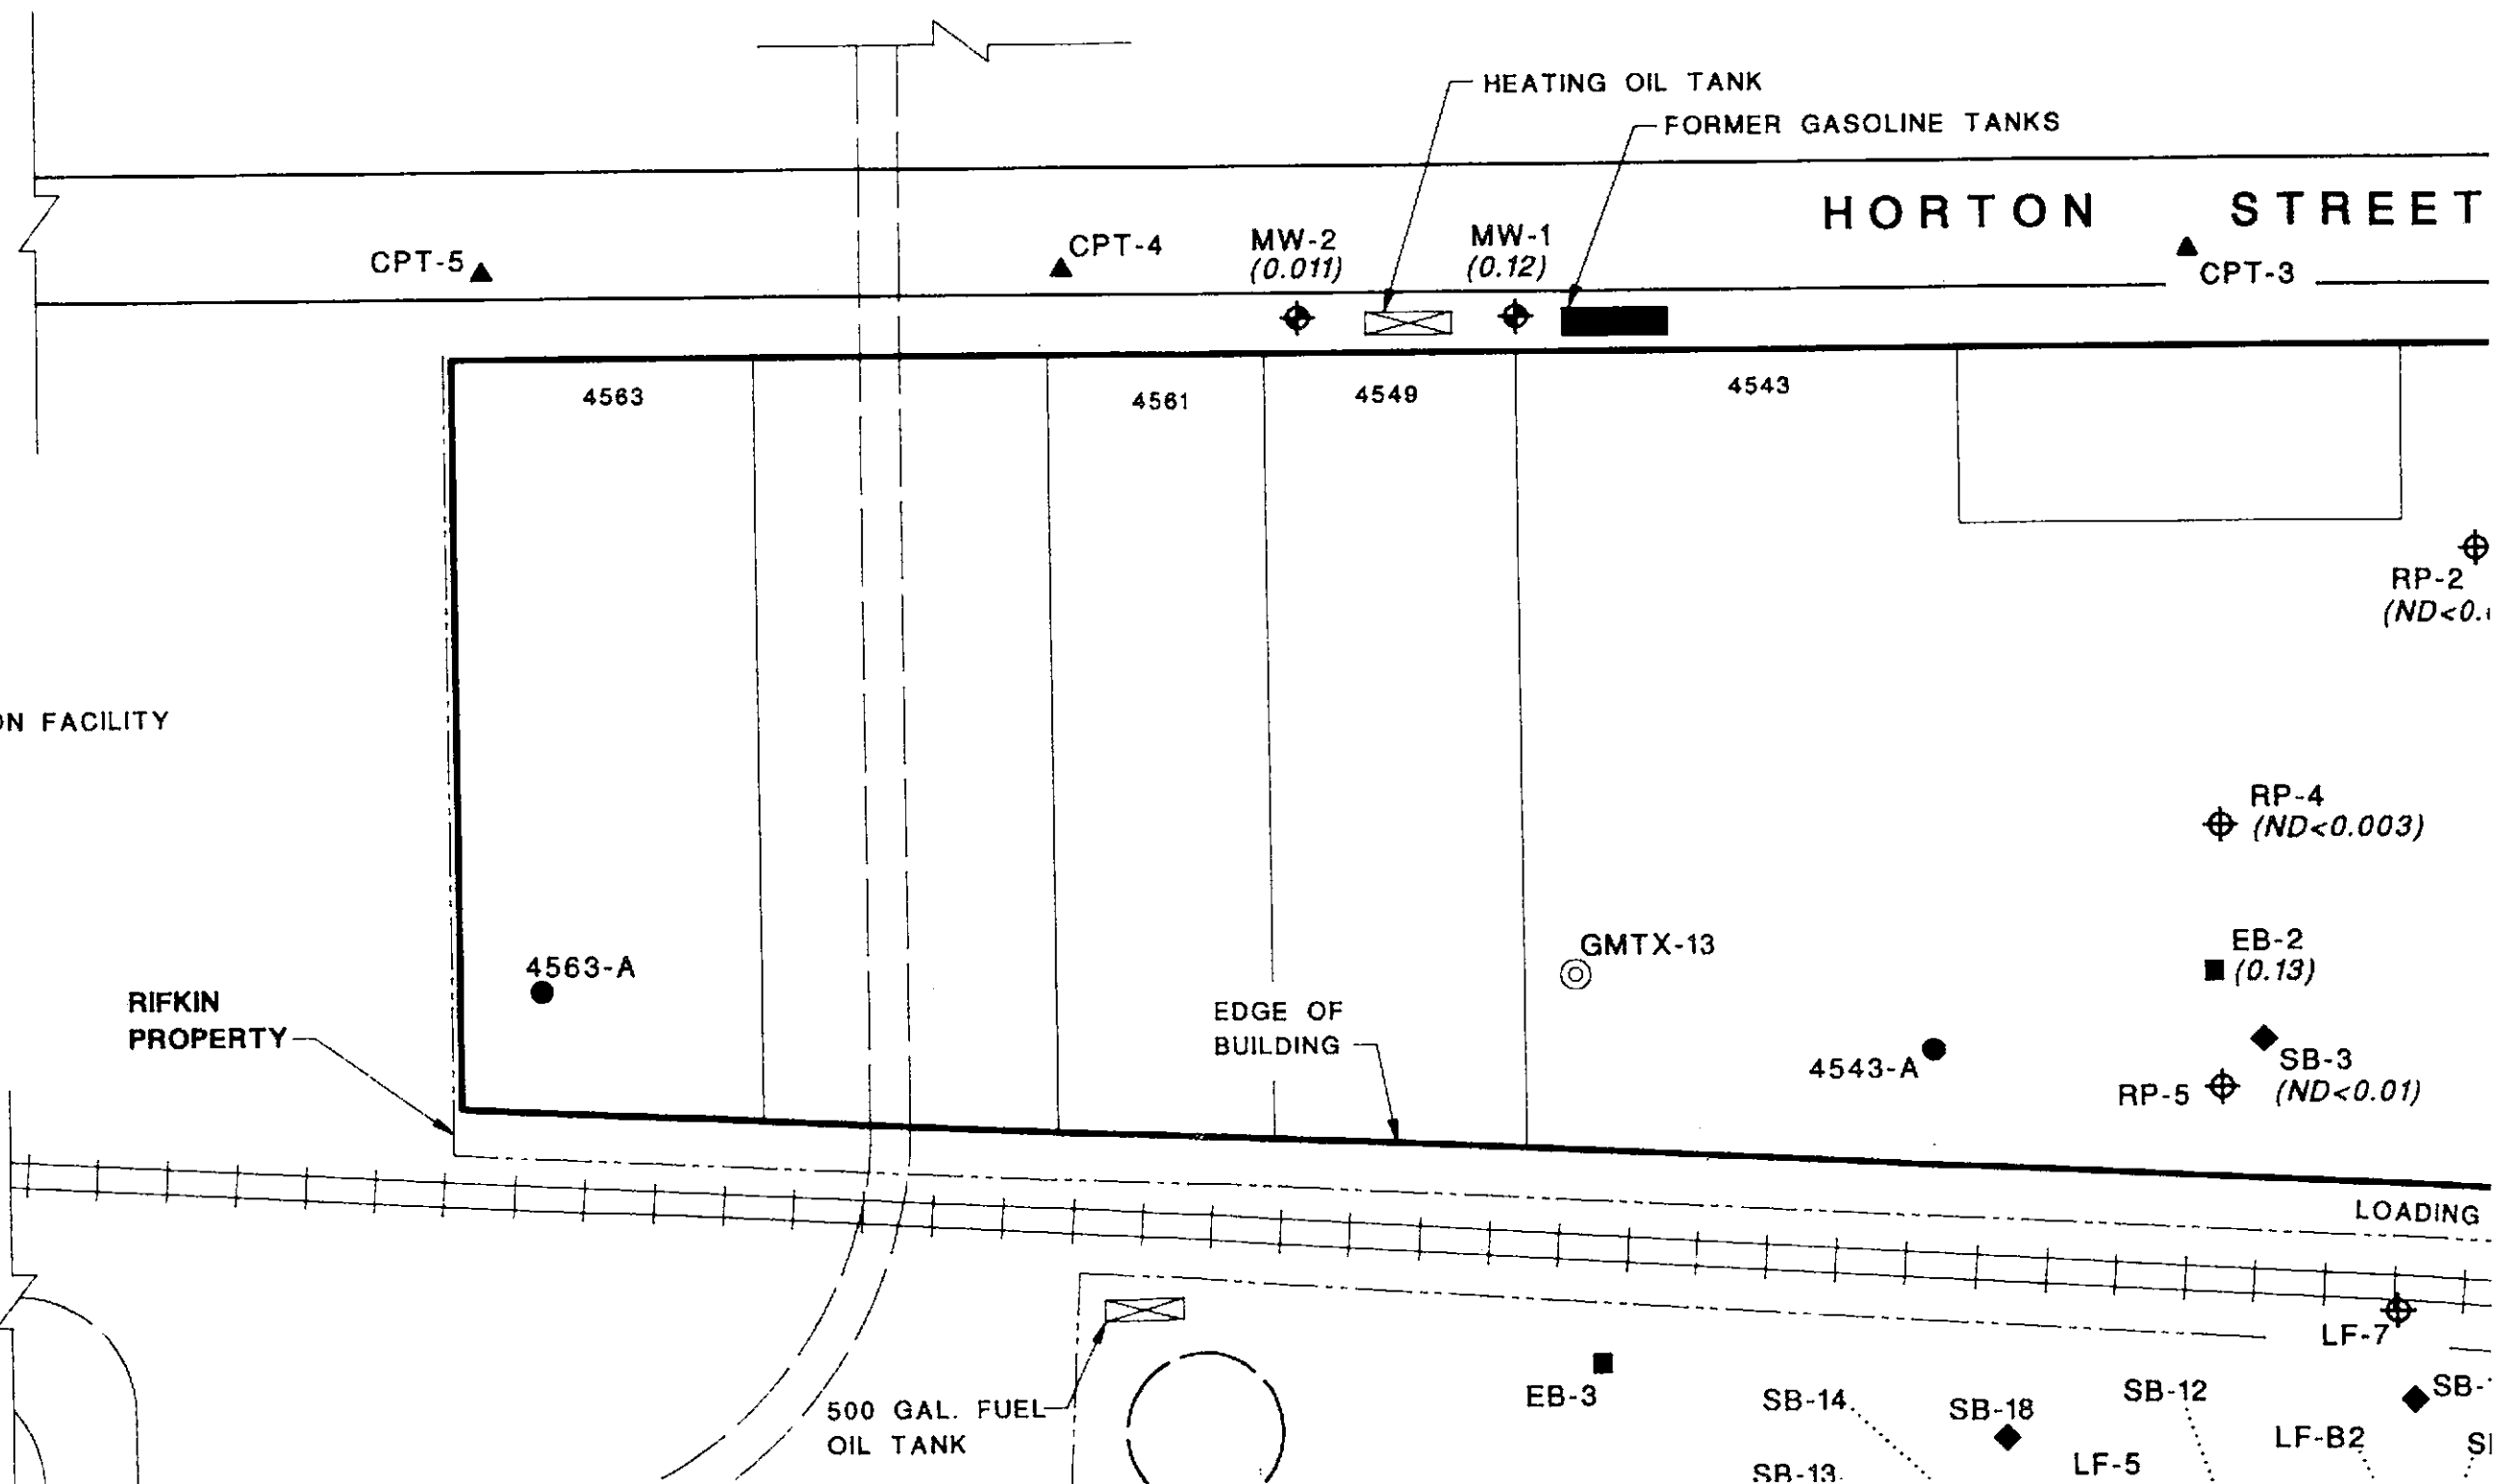 HEATING OIL TANK
FORMER GASOLINE TANKS
HORTON STREET
CPT-5
CPT-4
MW-2
(0.011)
MW-1
(0.12)
CPT-3
4563
4561
4549
4543
RP-2
(ND<0.
ON FACILITY
RP-4
(ND<0.003)
GMTX-13
EB-2
(0.13)
4563-A
RIFKIN
PROPERTY
EDGE OF
BUILDING
4543-A
SB-3
(ND<0.01)
RP-5
LOADING
LF-7
EB-3
SB-14
SB-18
SB-12
SB-
500 GAL. FUEL
OIL TANK
LF-B2
LF-5
SB-13